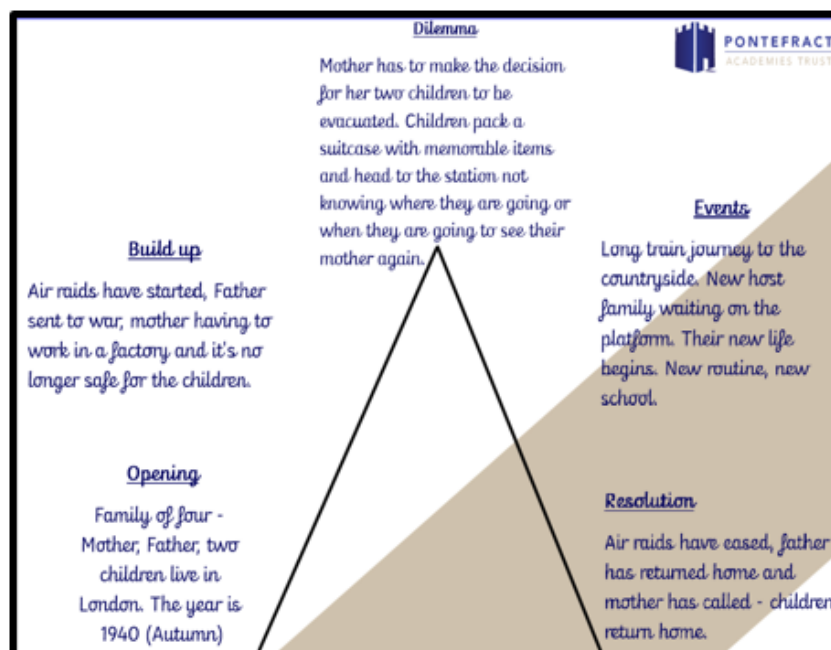 Dilemma
Mother has to make the decision
for her two children to be
evacuated. Children pack a
suitcase with memorable items
and head to the station not
knowing where they are going or
when they are going to see their
mother again.
PONTEFRACT
ACADEMIES TRUST
Build up
Air raids have started, Father
sent to war, mother having to
work in a factory and it's no
longer safe for the children.
Events
Long train journey to the
countryside. New host
family waiting on the
platform. Their new life
begins. New routine, new
school.
Opening
Family of four -
Mother, Father, two
children live in
London. The year is
1940 (Autumn)
Resolution
Air raids have eased, father
has returned home and
mother has called - children
return home.